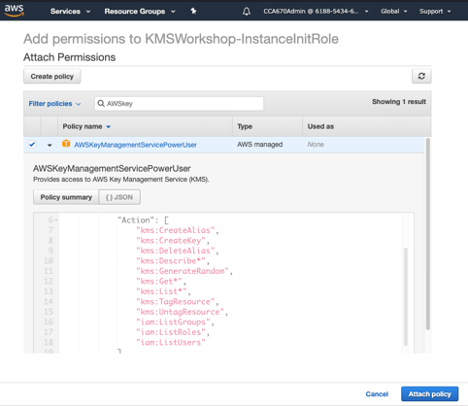 aws Services Resource Groups CCA670Admin @ 6188-5434-6... Global Support
Add permissions to KMSWorkshop-InstanceInitRole
Attach Permissions
Create policy
Filter policies AWSkey Showing 1 result
Policy name Type Used as
AWSKeyManagementServicePowerUser AWS managed None
AWSKeyManagementServicePowerUser
Provides access to AWS Key Management Service (KMS).
Policy summary { } JSON
6 "Action": [
7 "kms:CreateAlias",
8 "kms:CreateKey",
9 "kms:DeleteAlias",
10 "kms:Describe*",
11 "kms:GenerateRandom",
12 "kms:Get*",
13 "kms:List*",
14 "kms:TagResource",
15 "kms:UntagResource",
16 "iam:ListGroups",
17 "iam:ListRoles",
18 "iam:ListUsers"
19 ]
Cancel Attach policy